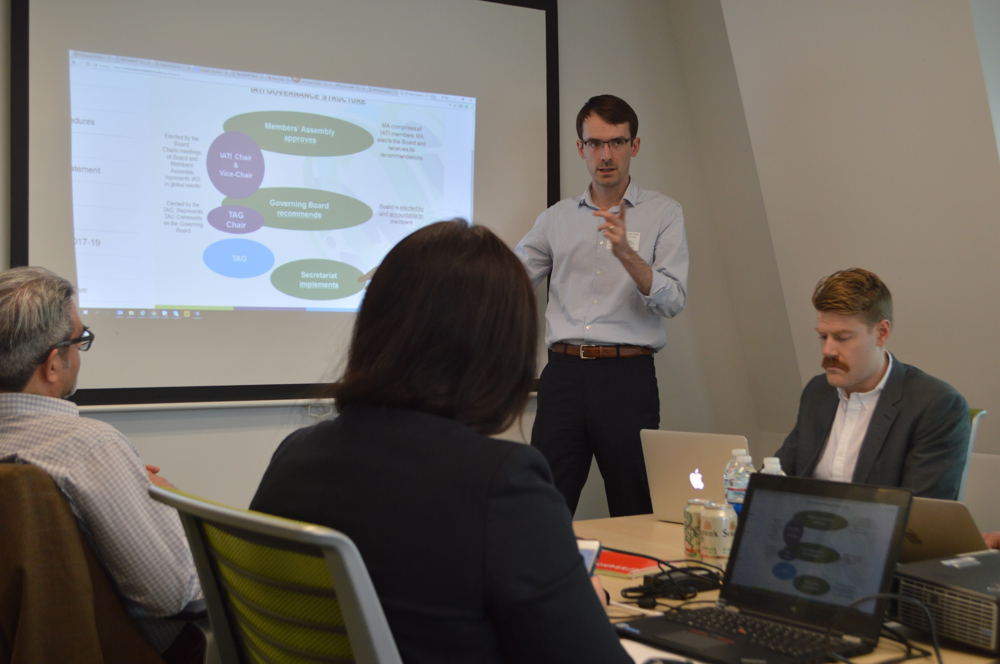 IATI GOVERNANCE STRUCTURE
edures
atement
017-19
ve
Members' Assembly
approves
MA comprises all
IATI members. MA
elects the Board and
receives its
recommendations
Elected by the
Board;
Chairs meetings
of Board and
Members'
Assembly;
represents IATI
in global events
IATI Chair
&
Vice-Chair
Governing Board
recommends
Elected by the
TAG; Represents
TAG Community
on the Governing
Board.
TAG
Chair
Board is elected by
and accountable to
members
TAG
Secretariat
implements